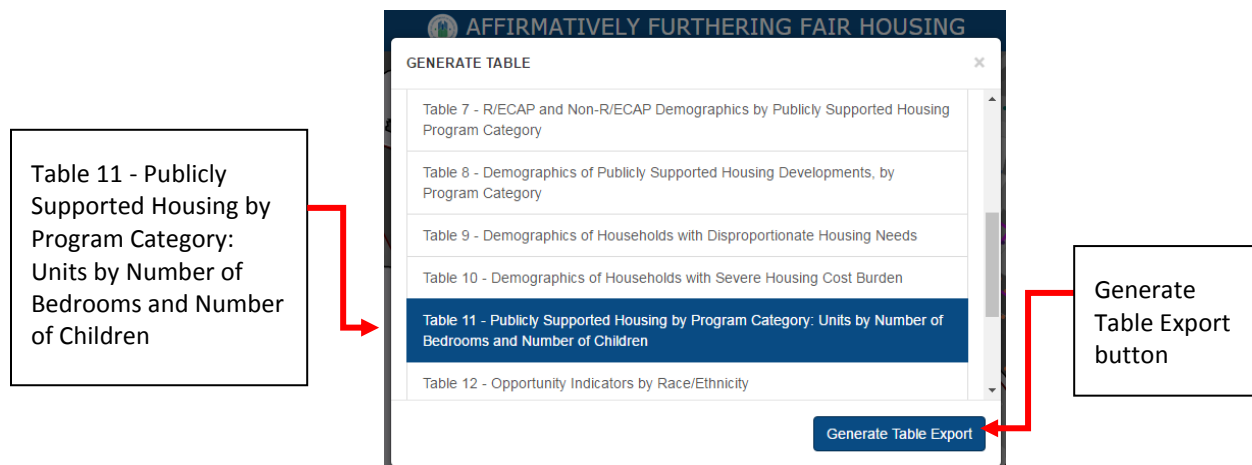 AFFIRMATIVELY FURTHERING FAIR HOUSING
GENERATE TABLE
×
Table 7 - R/ECAP and Non-R/ECAP Demographics by Publicly Supported Housing
Program Category
Table 8 - Demographics of Publicly Supported Housing Developments, by
Program Category
Table 9 - Demographics of Households with Disproportionate Housing Needs
Table 10 - Demographics of Households with Severe Housing Cost Burden
Table 11 - Publicly Supported Housing by Program Category: Units by Number of
Bedrooms and Number of Children
Table 12 - Opportunity Indicators by Race/Ethnicity
Generate Table Export
Table 11 - Publicly
Supported Housing by
Program Category:
Units by Number of
Bedrooms and Number
of Children
Generate
Table Export
button